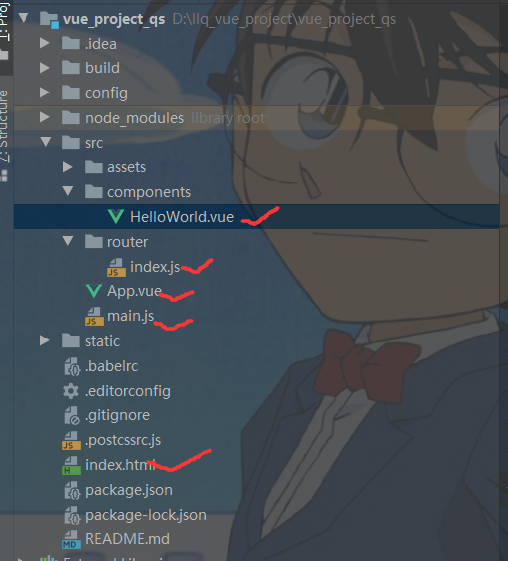 1: Proj
vue_project_qs D:\llq_vue_project\vue_project_qs
.idea
build
config
node_modules library root
7: Structure
src
assets
components
HelloWorld.vue
router
index.js
App.vue
main.js
static
.babelrc
.editorconfig
.gitignore
.postcssrc.js
index.html
package.json
package-lock.json
README.md